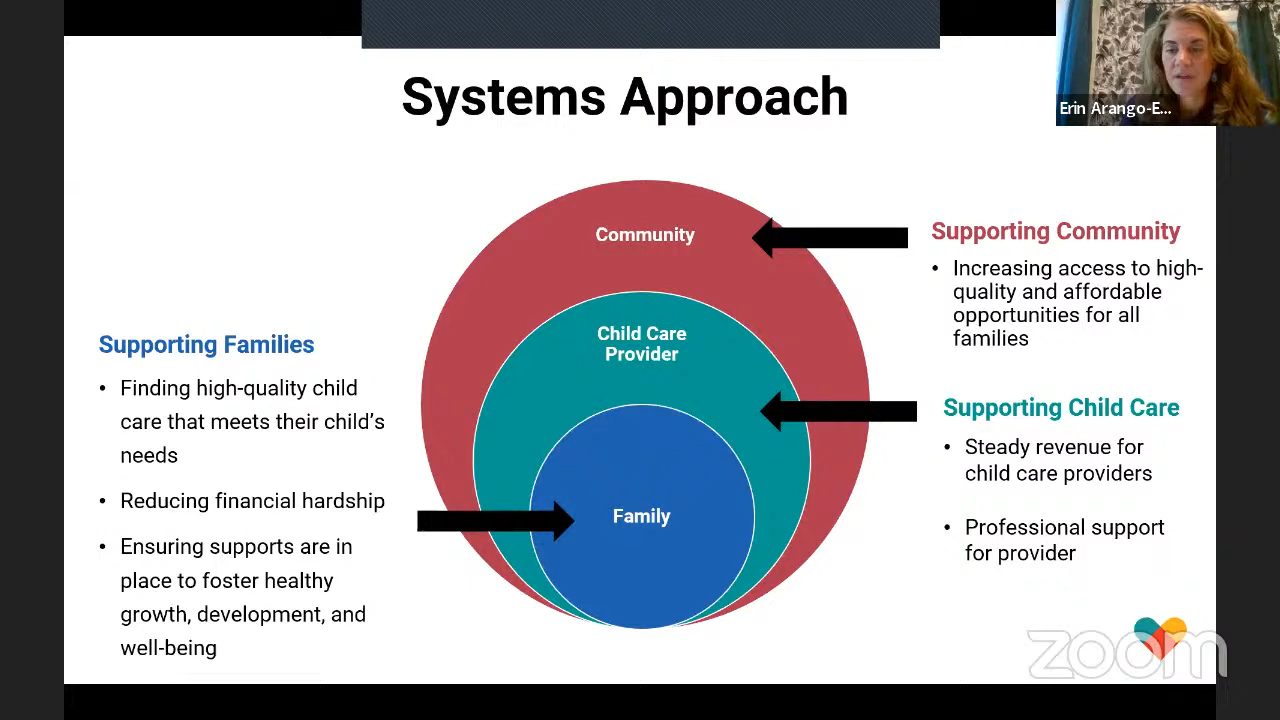 Systems Approach
Erin Arango-E...
Community
Supporting Community
• Increasing access to high-
quality and affordable
opportunities for all
families
Child Care
Provider
Supporting Families
• Finding high-quality child
care that meets their child's
needs
• Reducing financial hardship
• Ensuring supports are in
place to foster healthy
growth, development, and
well-being
Supporting Child Care
• Steady revenue for
child care providers
• Professional support
for provider
Family
zoom